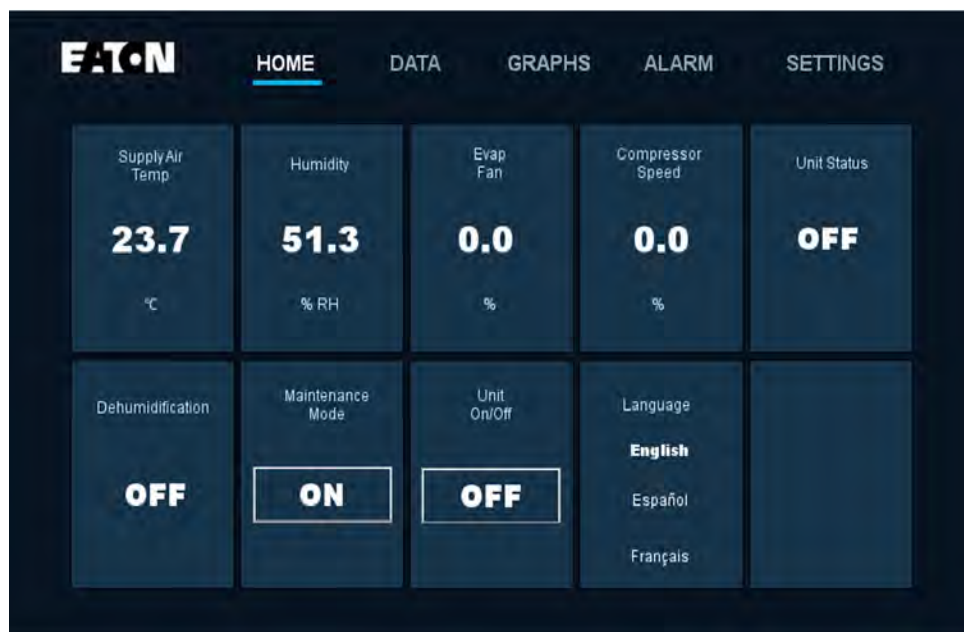 EATON
HOME DATA GRAPHS ALARM SETTINGS
Supply Air
Temp
23.7
°C
Humidity
51.3
% RH
Evap
Fan
0.0
%
Compressor
Speed
0.0
%
Unit Status
OFF
Dehumidification
OFF
Maintenance
Mode
ON
Unit
On/Off
OFF
Language
English
Español
Français